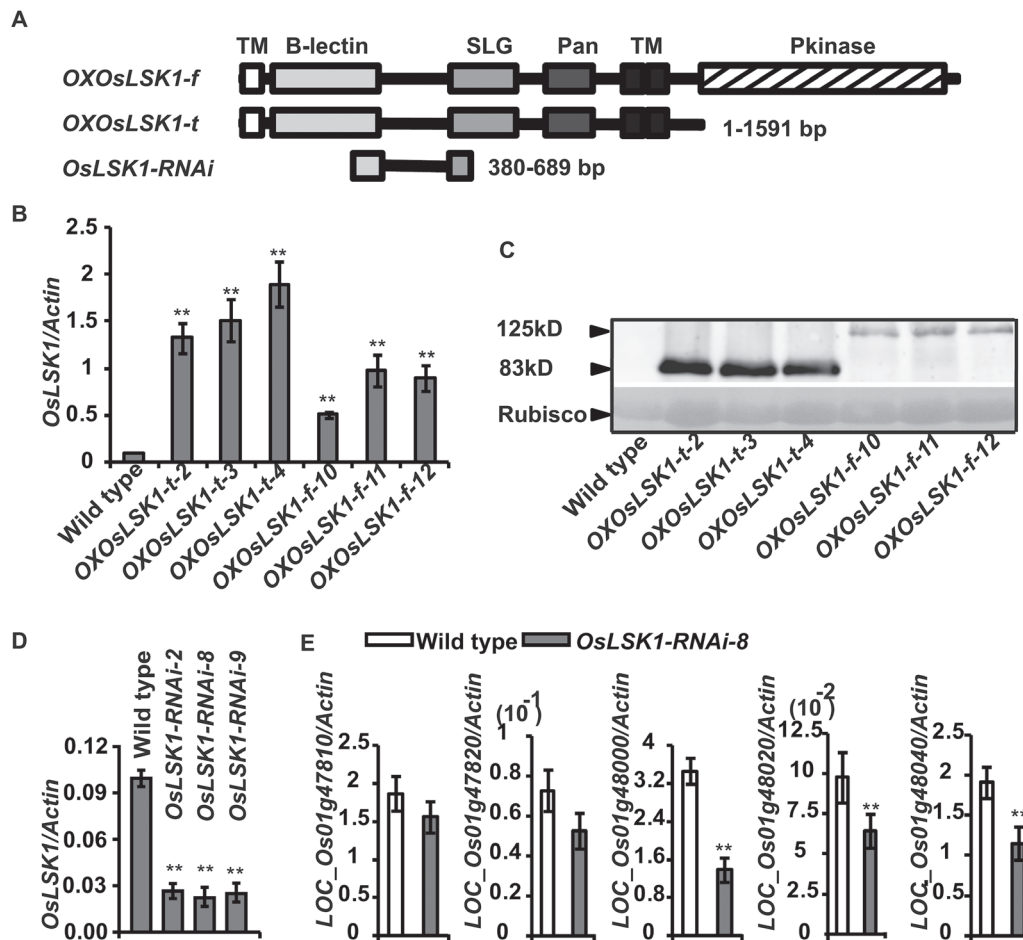 A
TM B-lectin SLG Pan TM Pkinase
OXOsLSK1-f
OXOsLSK1-t 1-1591 bp
OsLSK1-RNAi 380-689 bp
B
OsLSK1/Actin
2.5
2
1.5
1
0.5
0
** ** ** ** ** **
Wild type
OXOsLSK1-t-2
OXOsLSK1-t-3
OXOsLSK1-t-4
OXOsLSK1-f-10
OXOsLSK1-f-11
OXOsLSK1-f-12
C
125kD
83kD
Rubisco
Wild type
OXOsLSK1-t-2
OXOsLSK1-t-3
OXOsLSK1-t-4
OXOsLSK1-f-10
OXOsLSK1-f-11
OXOsLSK1-f-12
D
OsLSK1/Actin
0.12
0.09
0.06
0.03
0.00
Wild type
OsLSK1-RNAi-2
OsLSK1-RNAi-8
OsLSK1-RNAi-9
** ** **
E
Wild type OsLSK1-RNAi-8
LOC_Os01g47810/Actin
2.5
2
1.5
1
0.5
0
LOC_Os01g47820/Actin
(10-1)
1
0.8
0.6
0.4
0.2
0
LOC_Os01g48000/Actin
4
3.2
2.4
1.6
0.8
0
**
LOC_Os01g48020/Actin
(10-2)
12.5
10
7.5
5
2.5
0
**
LOC_Os01g48040/Actin
2.5
2
1.5
1
0
**